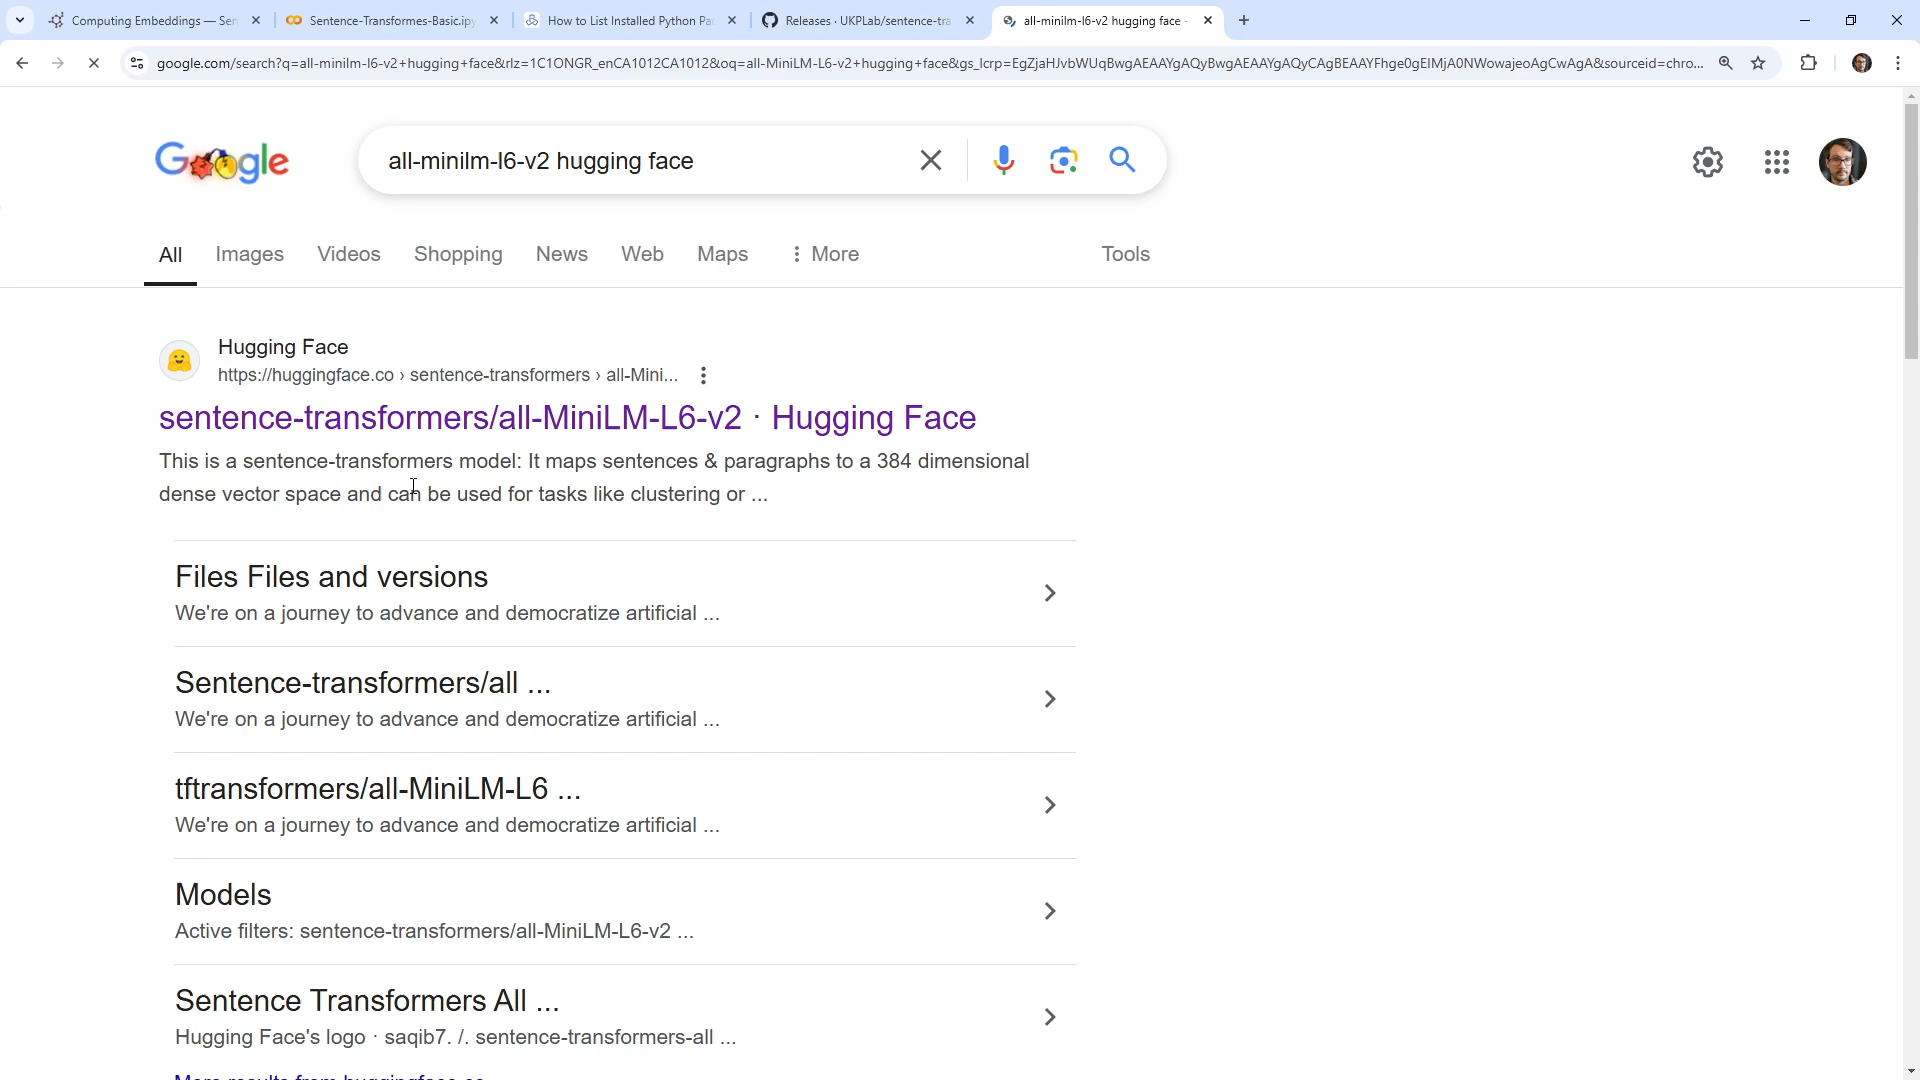 Computing Embeddings — Sen
Sentence-Transformes-Basic.ipy
How to List Installed Python Pa
Releases · UKPLab/sentence-tra
all-minilm-l6-v2 hugging face -
google.com/search?q=all-minilm-l6-v2+hugging+face&rlz=1C1ONGR_enCA1012CA1012&oq=all-MiniLM-L6-v2+hugging+face&gs_lcrp=EgZjaHJvbWUqBwgAEAAYgAQyBwgAEAAYgAQyCAgBEAAYFhge0gEIMjA0NWowajeoAgCwAgA&sourceid=chro...
Google
all-minilm-l6-v2 hugging face
All Images Videos Shopping News Web Maps More Tools
Hugging Face
https://huggingface.co › sentence-transformers › all-Mini...
sentence-transformers/all-MiniLM-L6-v2 · Hugging Face
This is a sentence-transformers model: It maps sentences & paragraphs to a 384 dimensional
dense vector space and can be used for tasks like clustering or ...
Files Files and versions
We're on a journey to advance and democratize artificial ...
Sentence-transformers/all ...
We're on a journey to advance and democratize artificial ...
tftransformers/all-MiniLM-L6 ...
We're on a journey to advance and democratize artificial ...
Models
Active filters: sentence-transformers/all-MiniLM-L6-v2 ...
Sentence Transformers All ...
Hugging Face's logo · saqib7. /. sentence-transformers-all ...
More results from huggingface.co